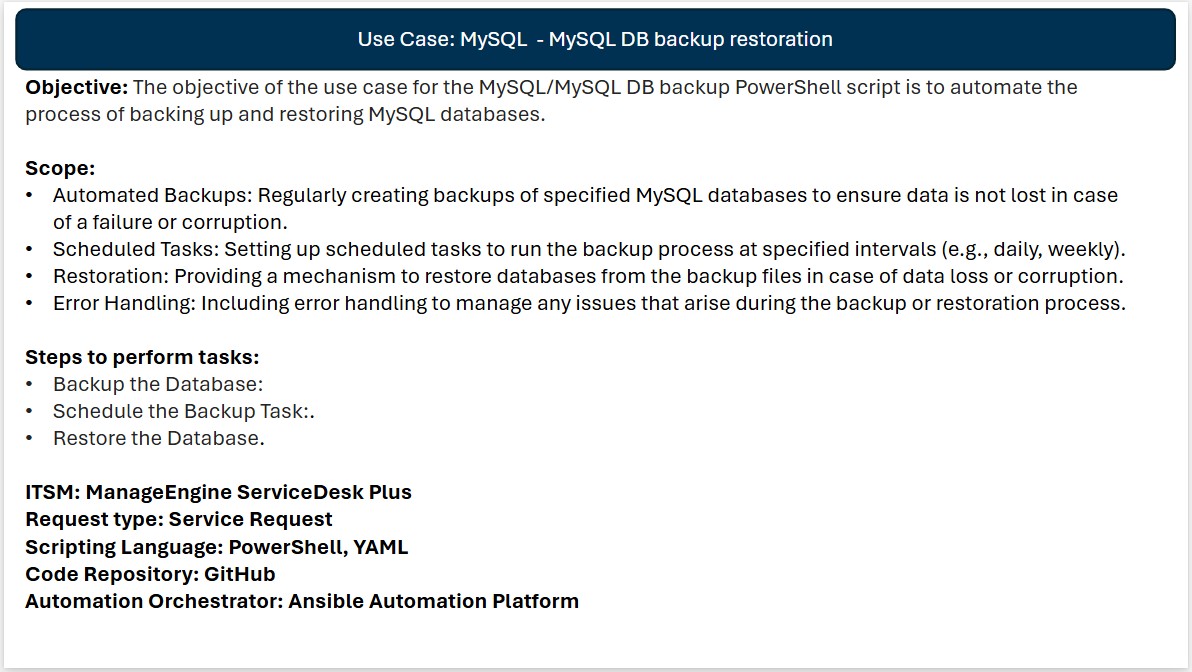 Use Case: MySQL  - MySQL DB backup restoration
Objective: The objective of the use case for the MySQL/MySQL DB backup PowerShell script is to automate the
process of backing up and restoring MySQL databases.
Scope:
• Automated Backups: Regularly creating backups of specified MySQL databases to ensure data is not lost in case
of a failure or corruption.
• Scheduled Tasks: Setting up scheduled tasks to run the backup process at specified intervals (e.g., daily, weekly).
• Restoration: Providing a mechanism to restore databases from the backup files in case of data loss or corruption.
• Error Handling: Including error handling to manage any issues that arise during the backup or restoration process.
Steps to perform tasks:
• Backup the Database:
• Schedule the Backup Task:.
• Restore the Database.
ITSM: ManageEngine ServiceDesk Plus
Request type: Service Request
Scripting Language: PowerShell, YAML
Code Repository: GitHub
Automation Orchestrator: Ansible Automation Platform